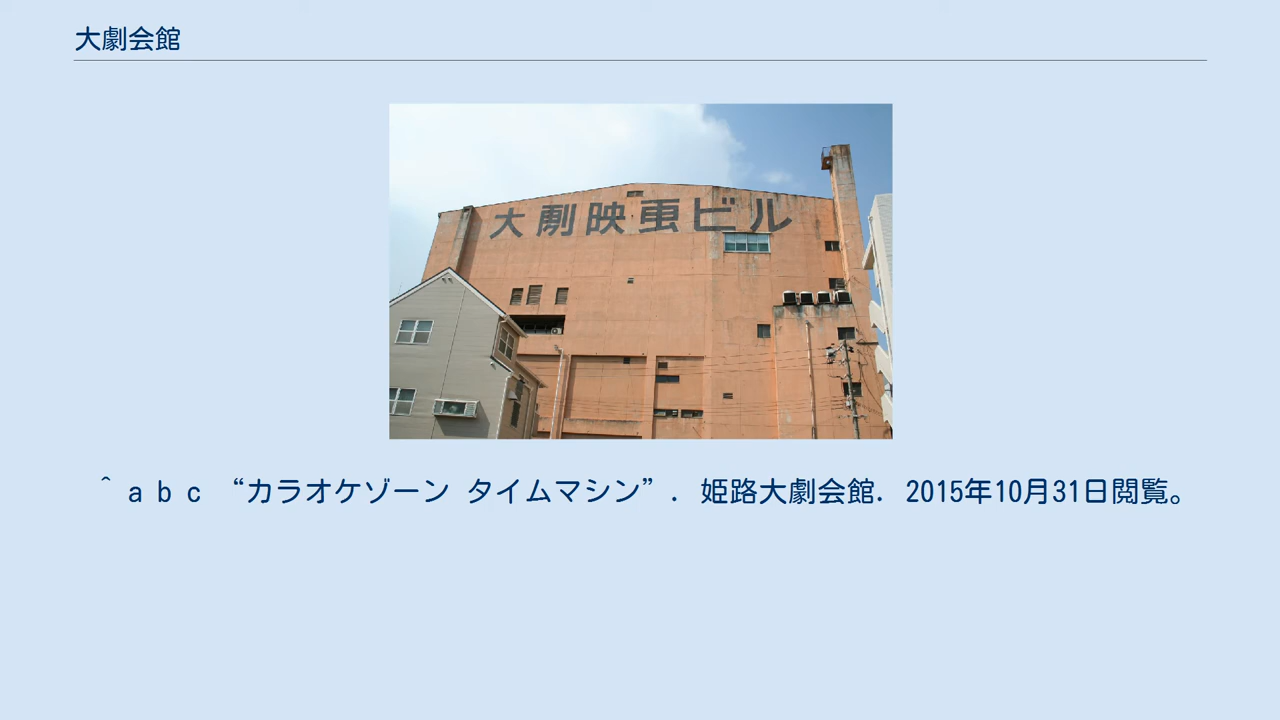 大劇会館
大劇映画ビル
^ a b c “カラオケゾーン タイムマシン”. 姫路大劇会館. 2015年10月31日閲覧。